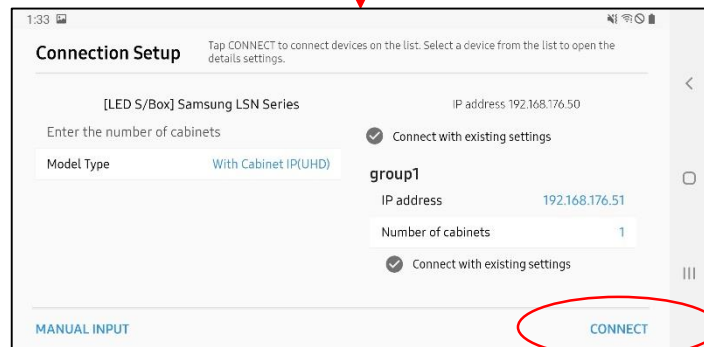 1:33
Connection Setup
Tap CONNECT to connect devices on the list. Select a device from the list to open the
details settings.
[LED S/Box] Samsung LSN Series
Enter the number of cabinets
Model Type With Cabinet IP(UHD)
IP address 192.168.176.50
Connect with existing settings
group1
IP address 192.168.176.51
Number of cabinets 1
Connect with existing settings
MANUAL INPUT
CONNECT